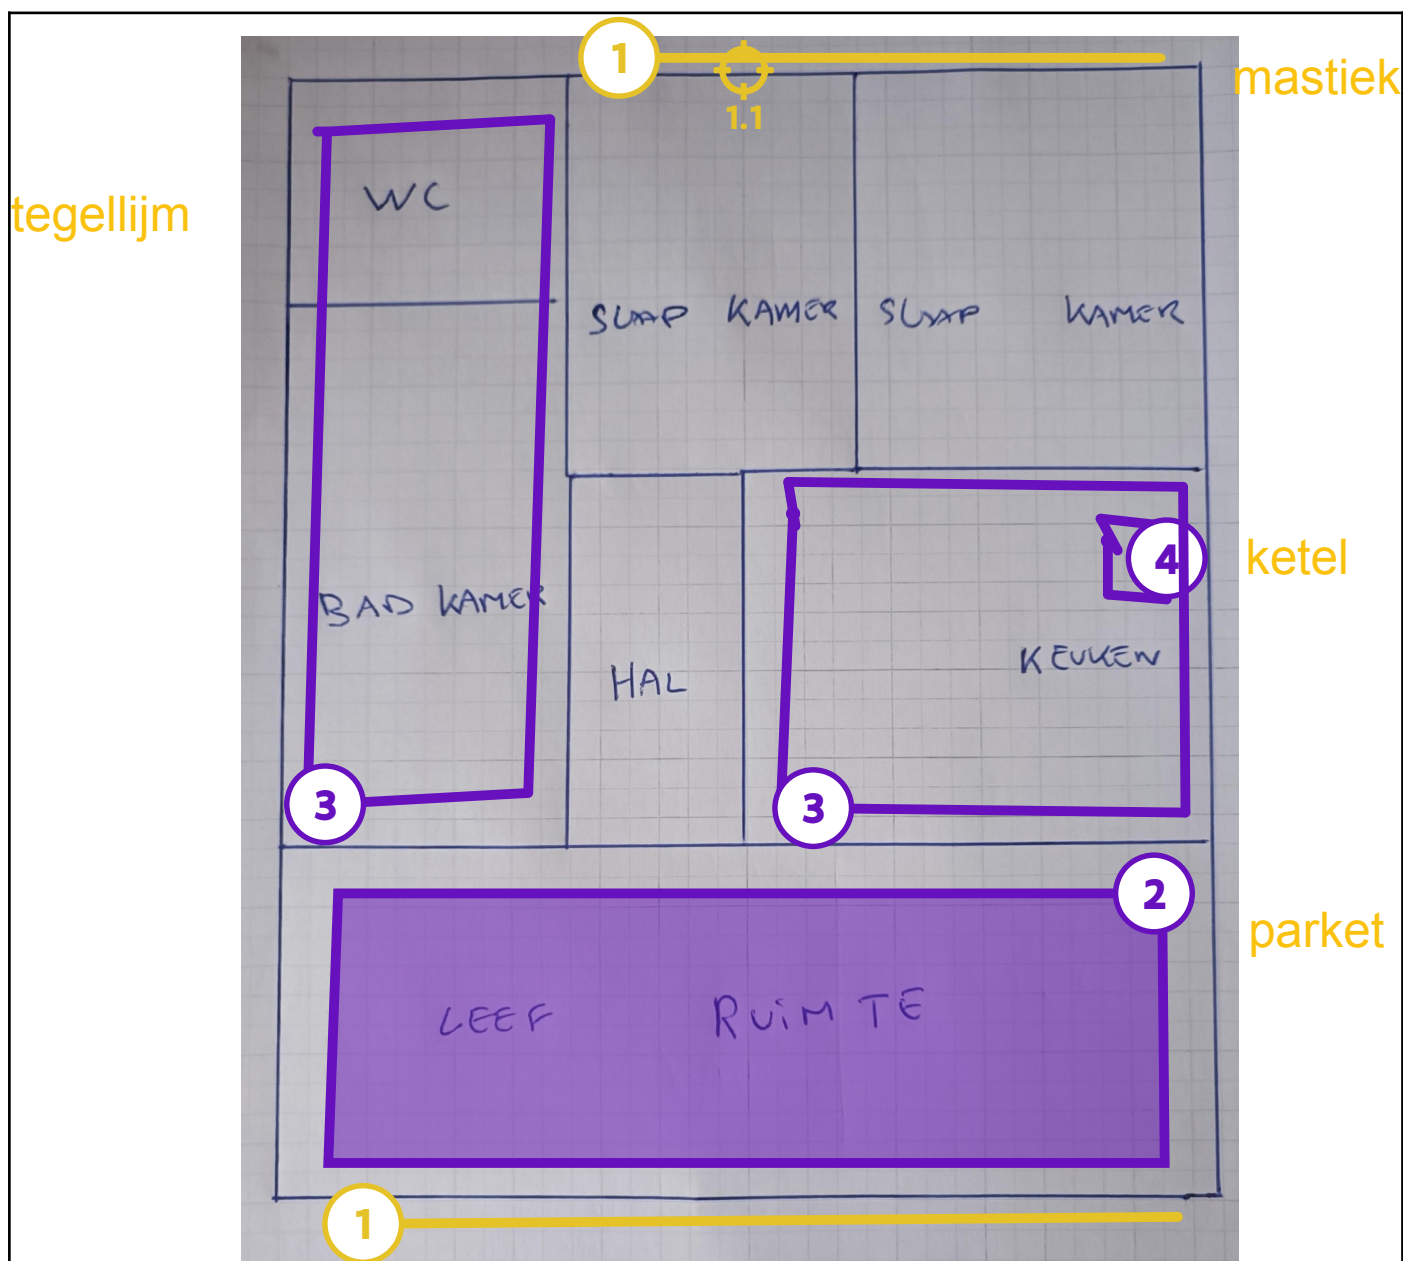 1
mastiek
1.1
WC
tegellijm
SLAAP KAMER SLAAP KAMER
4
ketel
BAD KAMER
KEUKEN
HAL
3
3
2
parket
LEEF RUIMTE
1